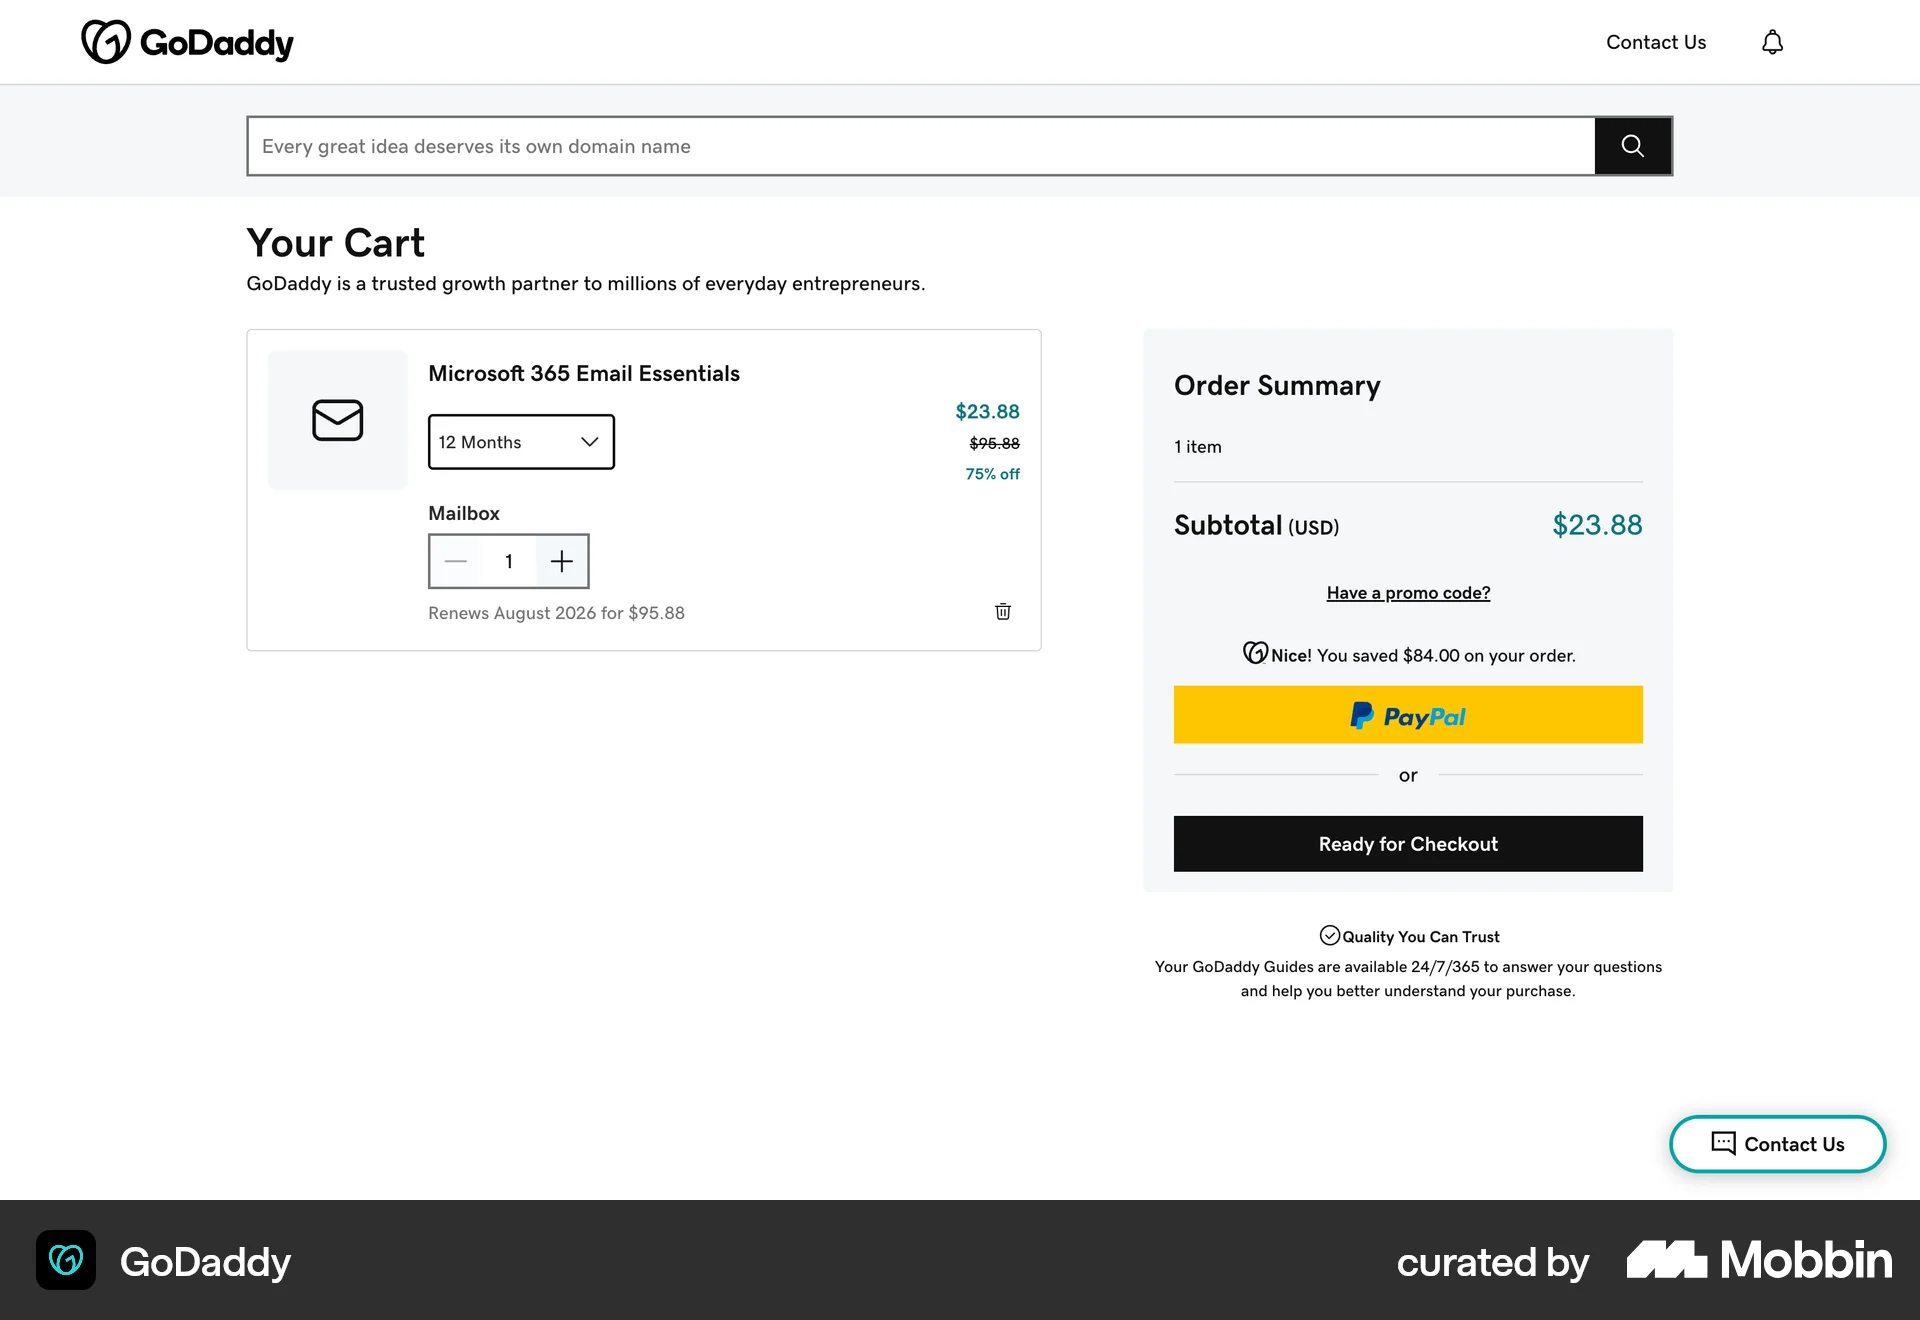 GoDaddy
Contact Us
Every great idea deserves its own domain name
Your Cart
GoDaddy is a trusted growth partner to millions of everyday entrepreneurs.
Microsoft 365 Email Essentials
12 Months
$23.88
$95.88
75% off
Mailbox
1
Renews August 2026 for $95.88
Order Summary
1 item
Subtotal (USD) $23.88
Have a promo code?
Nice! You saved $84.00 on your order.
PayPal
or
Ready for Checkout
Quality You Can Trust
Your GoDaddy Guides are available 24/7/365 to answer your questions
and help you better understand your purchase.
Contact Us
GoDaddy
curated by Mobbin